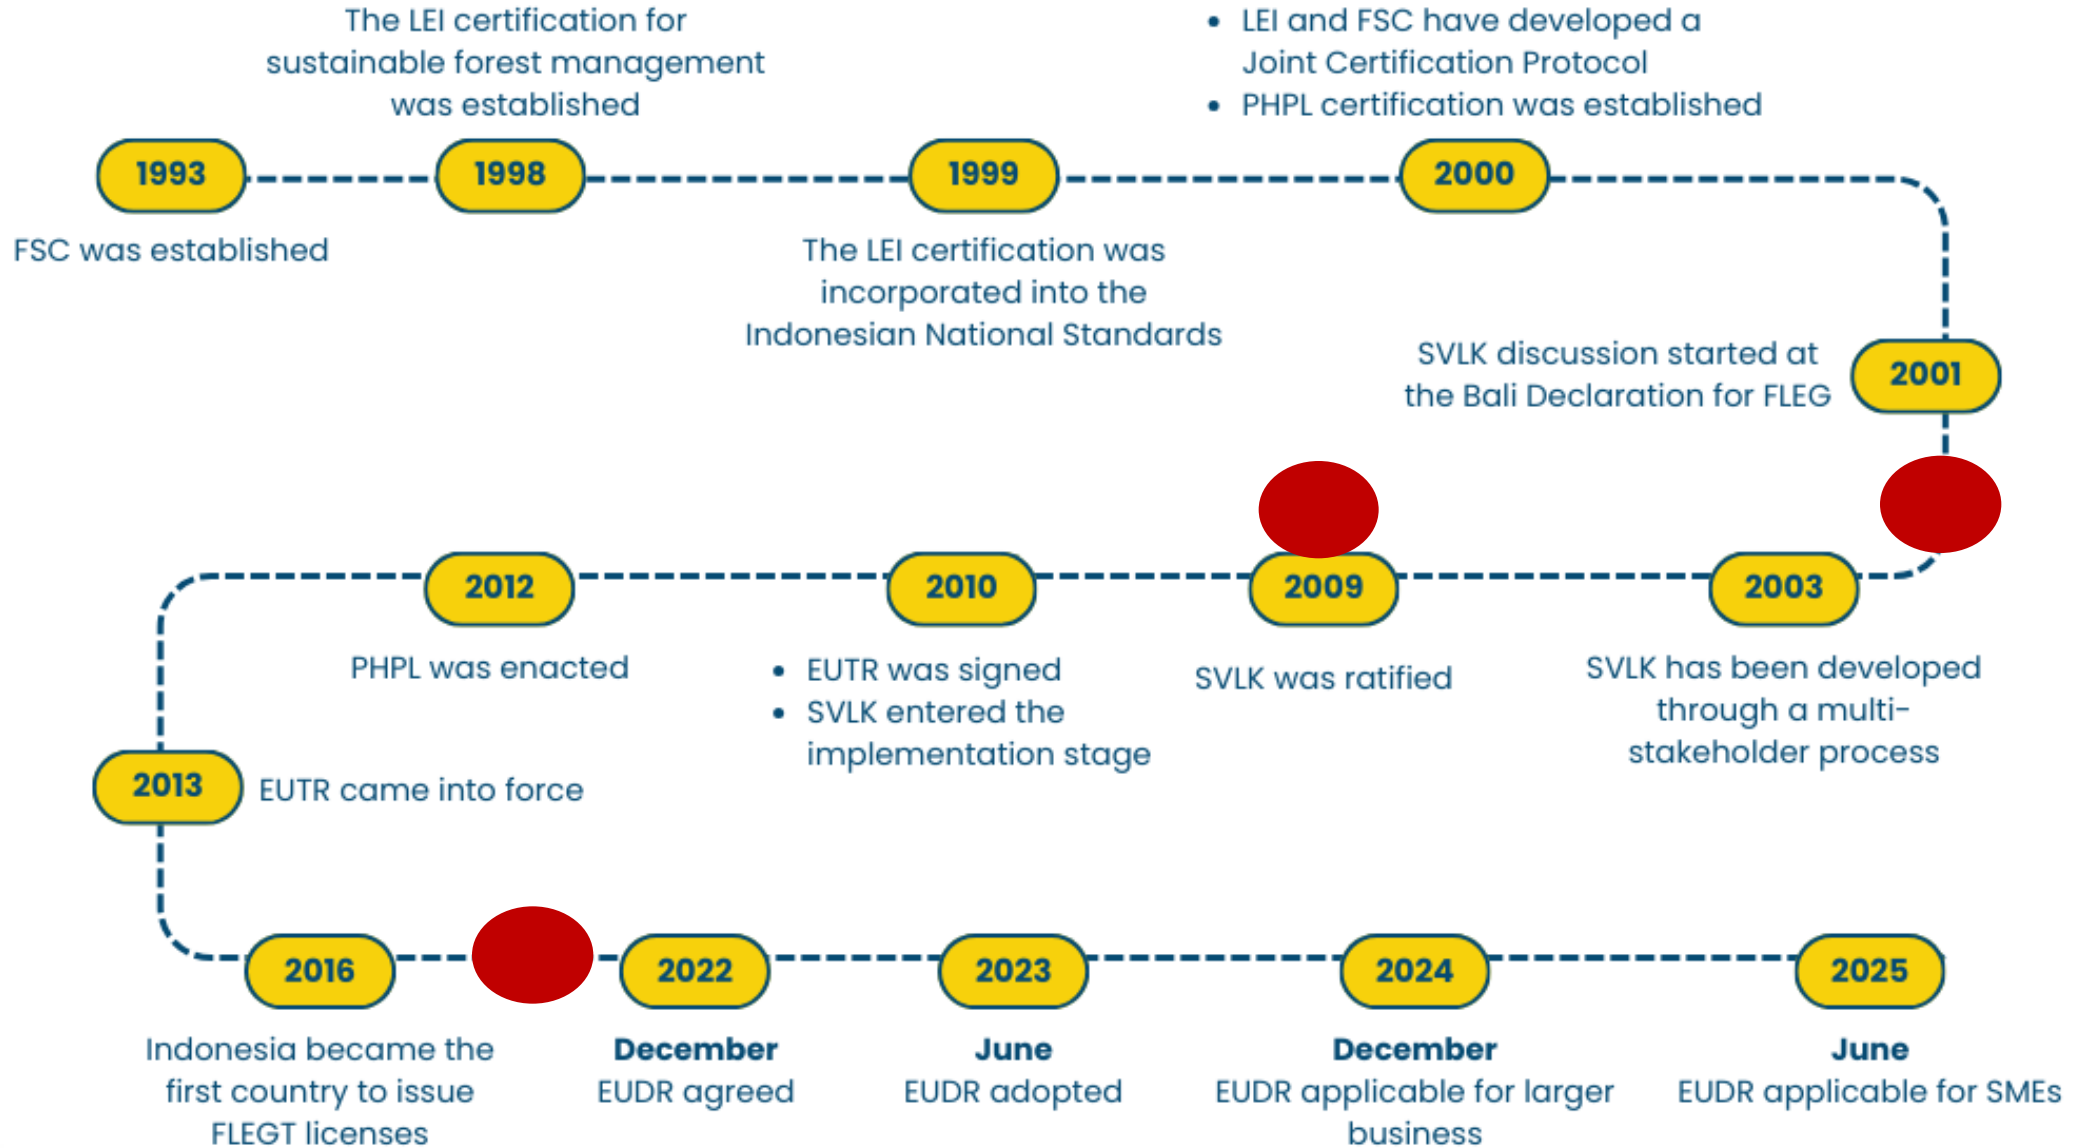 The LEI certification for
sustainable forest management
was established
• LEI and FSC have developed a
Joint Certification Protocol
• PHPL certification was established
1993
1998
1999
2000
FSC was established
The LEI certification was
incorporated into the
Indonesian National Standards
SVLK discussion started at
the Bali Declaration for FLEG
2001
2012
2010
2009
2003
PHPL was enacted
• EUTR was signed
• SVLK entered the
implementation stage
SVLK was ratified
SVLK has been developed
through a multi-
stakeholder process
2013
EUTR came into force
2016
2022
2023
2024
2025
Indonesia became the
first country to issue
FLEGT licenses
December
EUDR agreed
June
EUDR adopted
December
EUDR applicable for larger
business
June
EUDR applicable for SMEs